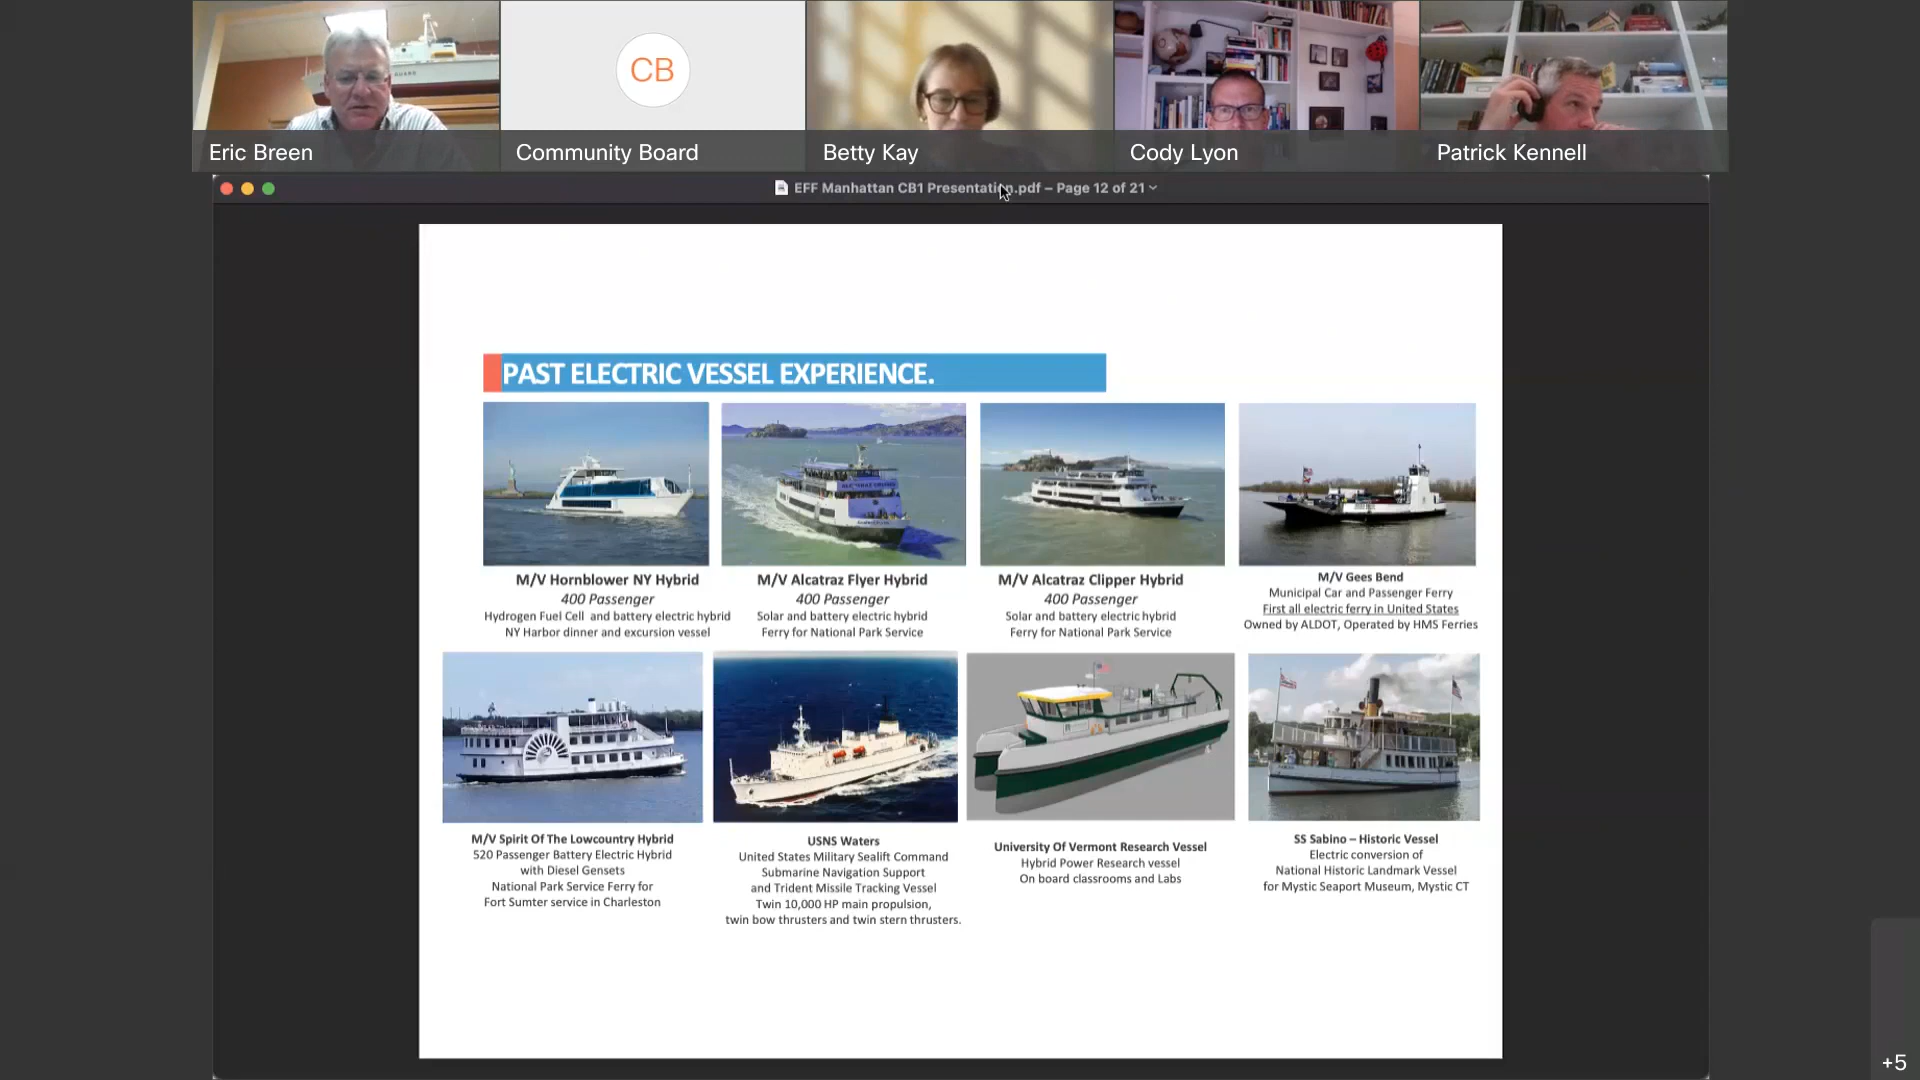 Eric Breen
CB
Community Board
Betty Kay
Cody Lyon
Patrick Kennell
EFF Manhattan CB1 Presentation.pdf – Page 12 of 21
PAST ELECTRIC VESSEL EXPERIENCE.
M/V Hornblower NY Hybrid
400 Passenger
Hydrogen Fuel Cell and battery electric hybrid
NY Harbor dinner and excursion vessel
M/V Alcatraz Flyer Hybrid
400 Passenger
Solar and battery electric hybrid
Ferry for National Park Service
M/V Alcatraz Clipper Hybrid
400 Passenger
Solar and battery electric hybrid
Ferry for National Park Service
M/V Gees Bend
Municipal Car and Passenger Ferry
First all electric ferry in United States
Owned by ALDOT, Operated by HMS Ferries
M/V Spirit Of The Lowcountry Hybrid
520 Passenger Battery Electric Hybrid
with Diesel Gensets
National Park Service Ferry for
Fort Sumter service in Charleston
USNS Waters
United States Military Sealift Command
Submarine Navigation Support
and Trident Missile Tracking Vessel
Twin 10,000 HP main propulsion,
twin bow thrusters and twin stern thrusters.
University Of Vermont Research Vessel
Hybrid Power Research vessel
On board classrooms and Labs
SS Sabino – Historic Vessel
Electric conversion of
National Historic Landmark Vessel
for Mystic Seaport Museum, Mystic CT
+5